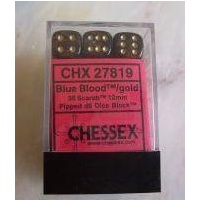 CHX 27819
Blue Blood™/gold
36 Scarab™ 12mm
Pipped d6 Dice Block™
CHESSEX